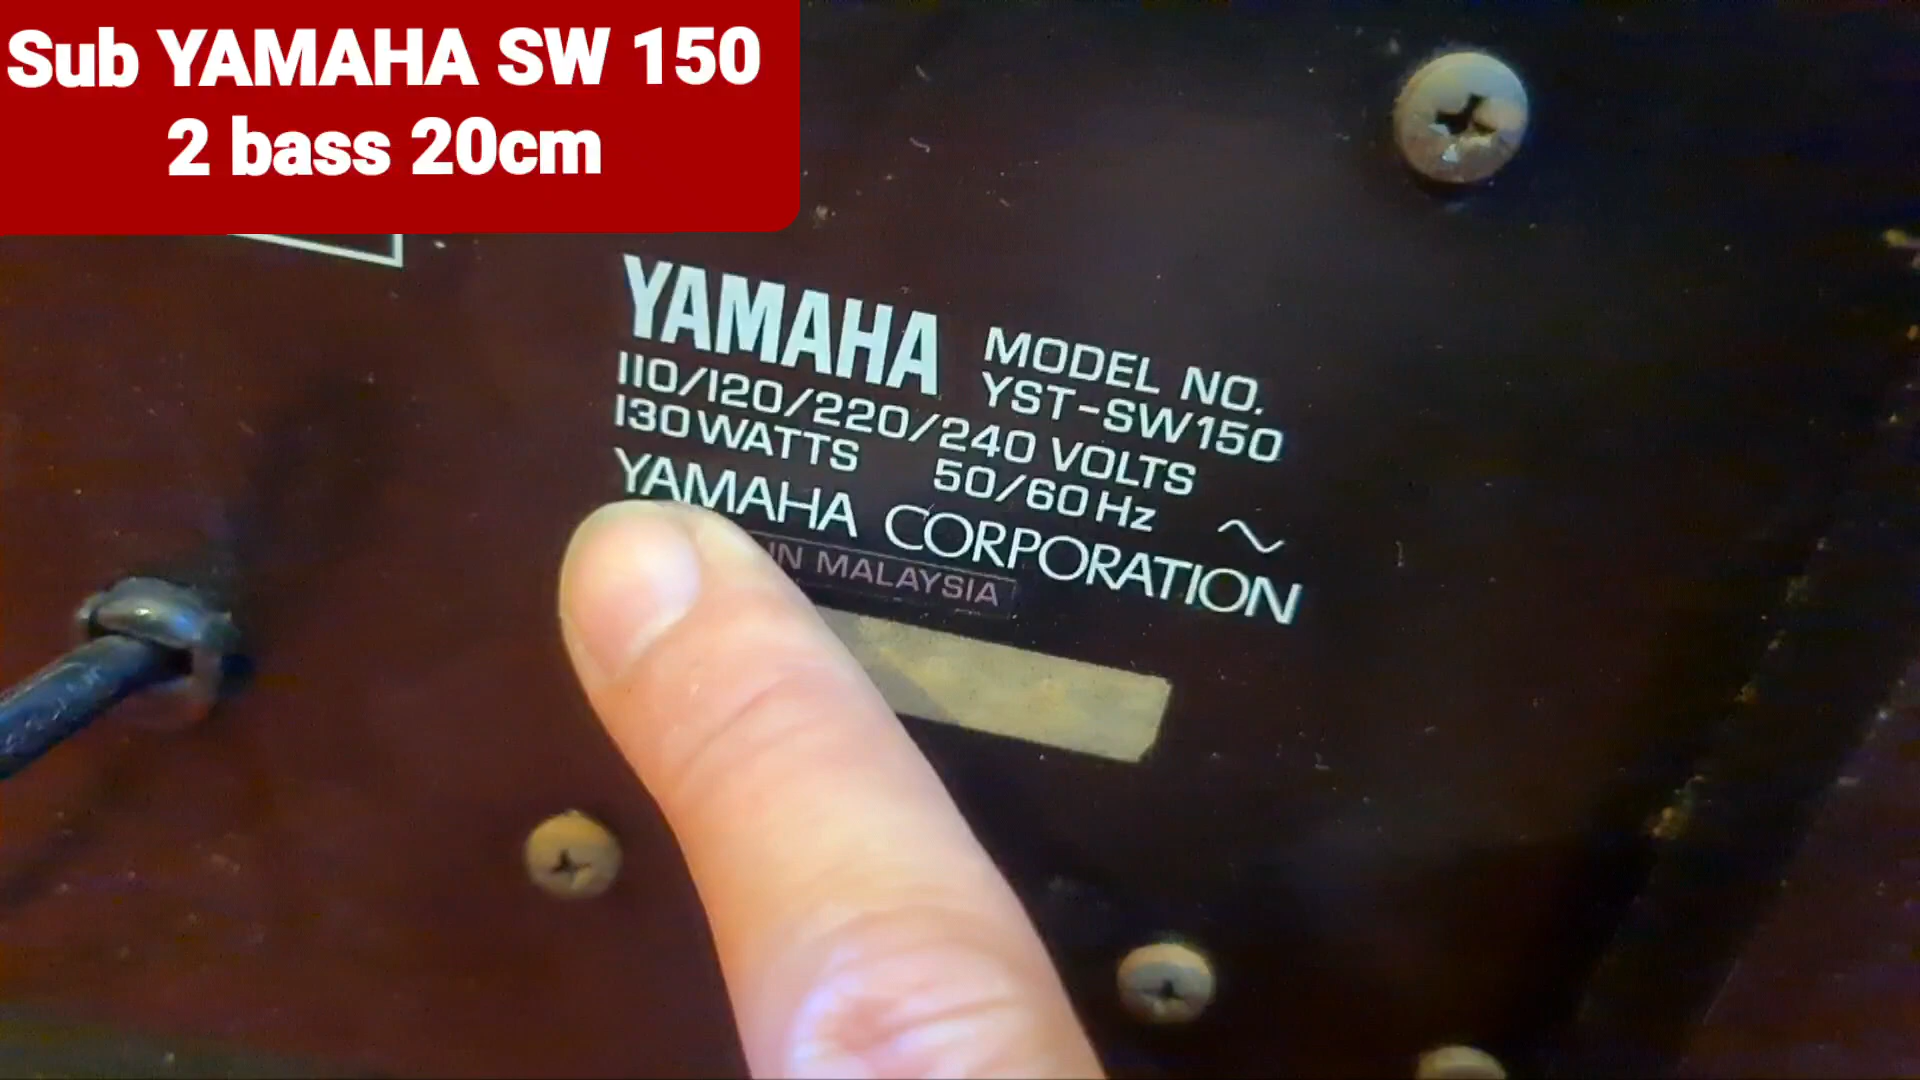 Sub YAMAHA SW 150
2 bass 20cm
YAMAHA MODEL NO.
YST-SW150
110/120/220/240 VOLTS
130 WATTS 50/60 Hz ~
YAMAHA CORPORATION
IN MALAYSIA